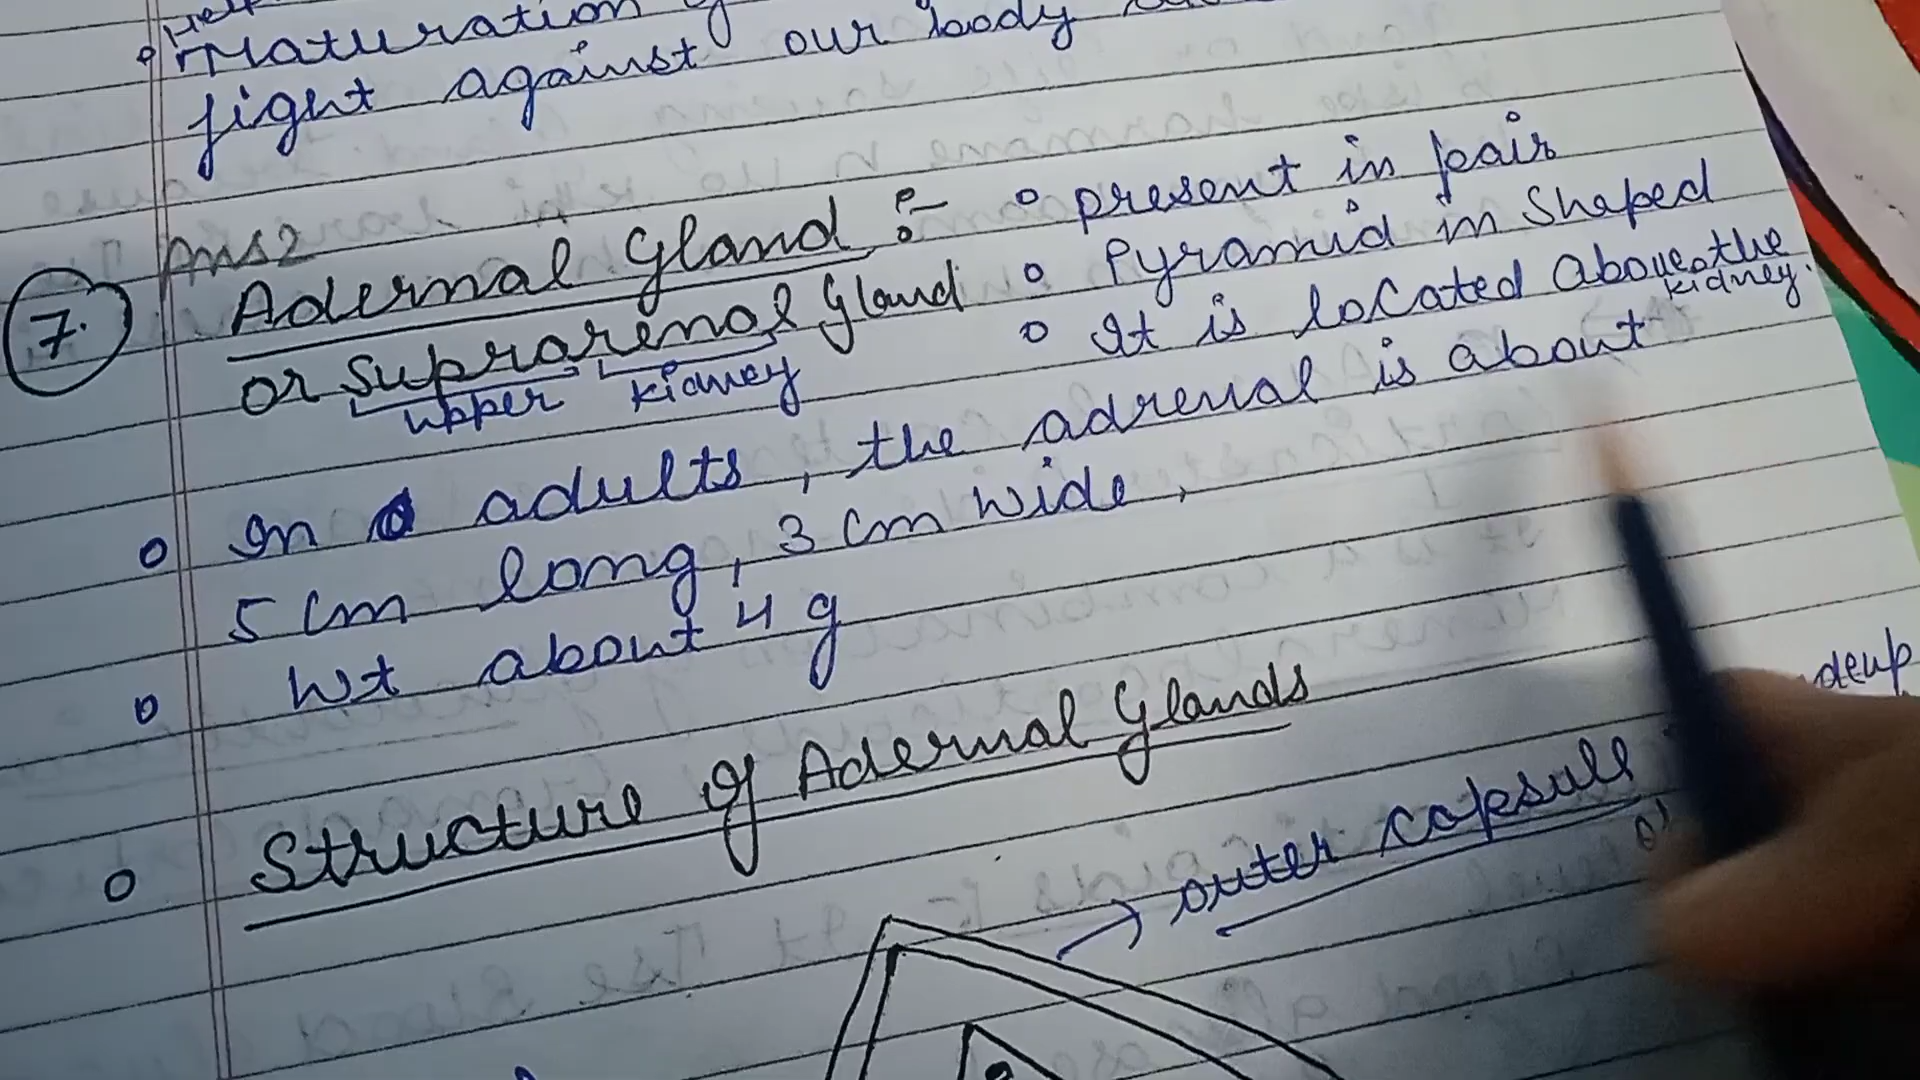 Maturation
fight against our body
Ans2
7. Adernal Gland :- o present in pair
or Suprarenal Gland o Pyramid in Shaped
upper kidney o It is located above the kidney.
o In adults, the adrenal is about
5 cm long, 3 cm wide,
o Wt about 4 g
o Structure of Adernal Glands
→ outer capsule
deup